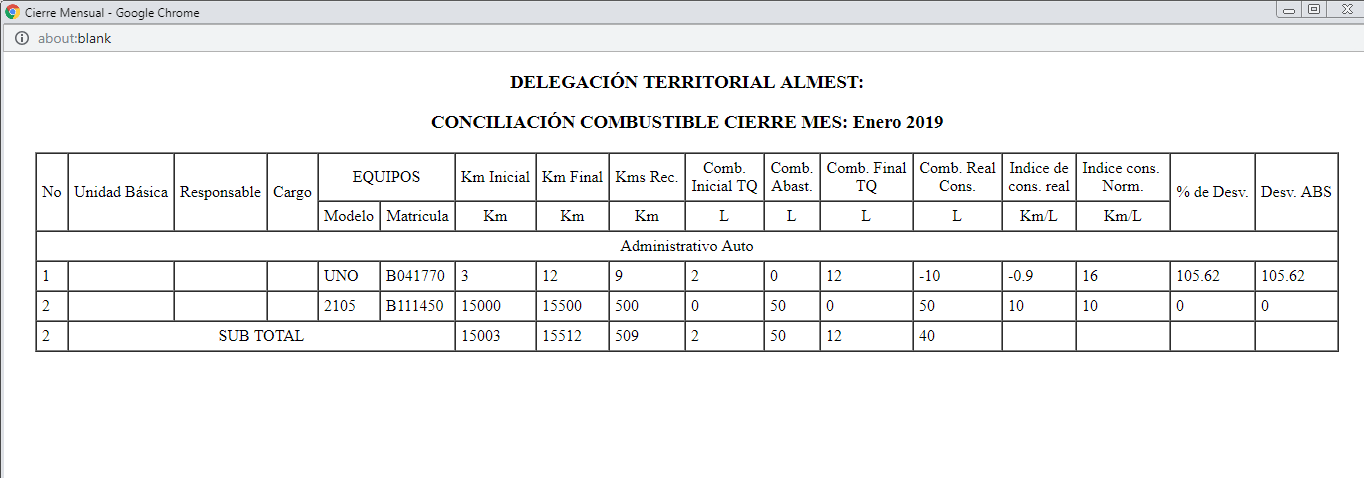 Cierre Mensual - Google Chrome
about:blank
DELEGACIÓN TERRITORIAL ALMEST:
CONCILIACIÓN COMBUSTIBLE CIERRE MES: Enero 2019
No Unidad Básica Responsable Cargo EQUIPOS Km Inicial Km Final Kms Rec. Comb. Inicial TQ Comb. Abast. Comb. Final TQ Comb. Real Cons. Indice de cons. real Indice cons. Norm. % de Desv. Desv. ABS
Modelo Matricula Km Km Km L L L L Km/L Km/L
Administrativo Auto
1 UNO B041770 3 12 9 2 0 12 -10 -0.9 16 105.62 105.62
2 2105 B111450 15000 15500 500 0 50 0 50 10 10 0 0
2 SUB TOTAL 15003 15512 509 2 50 12 40